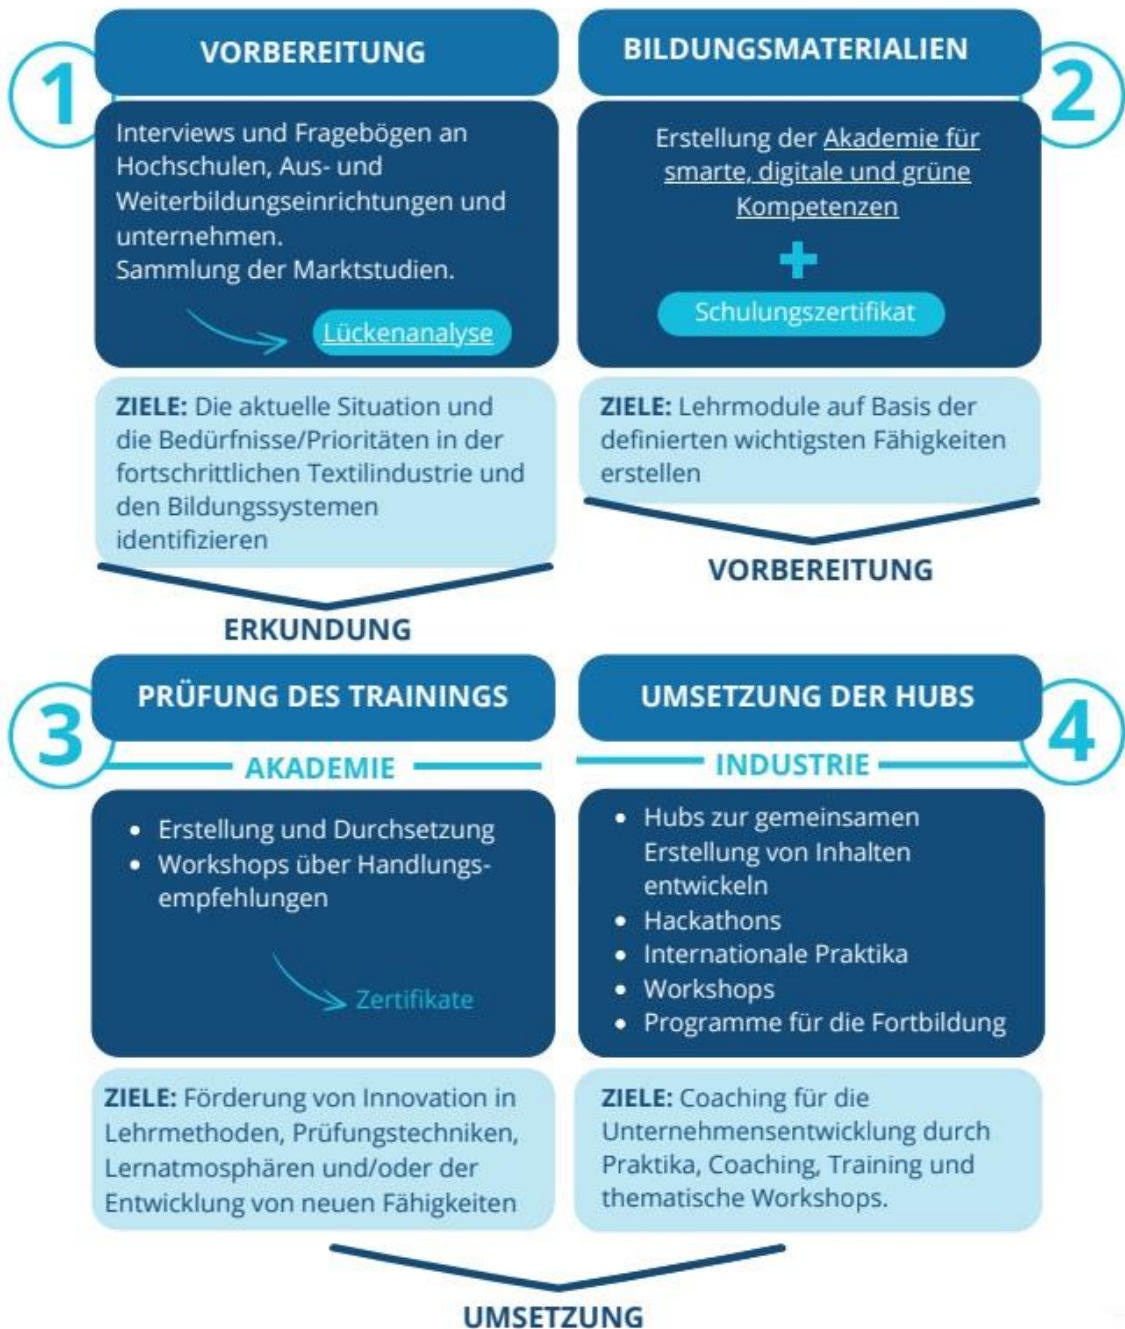 1
VORBEREITUNG
Interviews und Fragebögen an
Hochschulen, Aus- und
Weiterbildungseinrichtungen und
unternehmen.
Sammlung der Marktstudien.
Lückenanalyse
ZIELE: Die aktuelle Situation und
die Bedürfnisse/Prioritäten in der
fortschrittlichen Textilindustrie und
den Bildungssystemen
identifizieren
ERKUNDUNG
BILDUNGSMATERIALIEN
2
Erstellung der Akademie für
smarte, digitale und grüne
Kompetenzen
+
Schulungszertifikat
ZIELE: Lehrmodule auf Basis der
definierten wichtigsten Fähigkeiten
erstellen
VORBEREITUNG
3
PRÜFUNG DES TRAININGS
AKADEMIE
• Erstellung und Durchsetzung
• Workshops über Handlungs-
empfehlungen
Zertifikate
ZIELE: Förderung von Innovation in
Lehrmethoden, Prüfungstechniken,
Lernatmosphären und/oder der
Entwicklung von neuen Fähigkeiten
UMSETZUNG DER HUBS
4
INDUSTRIE
• Hubs zur gemeinsamen
Erstellung von Inhalten
entwickeln
• Hackathons
• Internationale Praktika
• Workshops
• Programme für die Fortbildung
ZIELE: Coaching für die
Unternehmensentwicklung durch
Praktika, Coaching, Training und
thematische Workshops.
UMSETZUNG